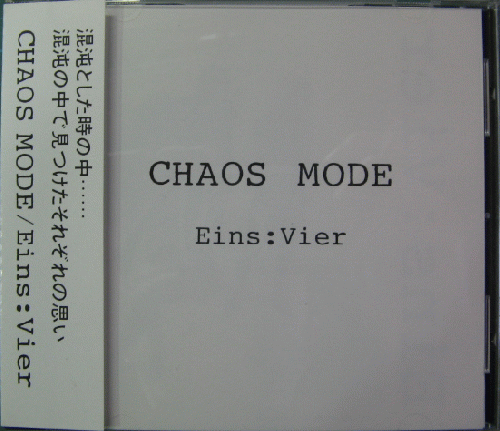 混沌とした時の中……
混沌の中で見つけたそれぞれの思い
CHAOS MODE/Eins:Vier
CHAOS MODE
Eins:Vier